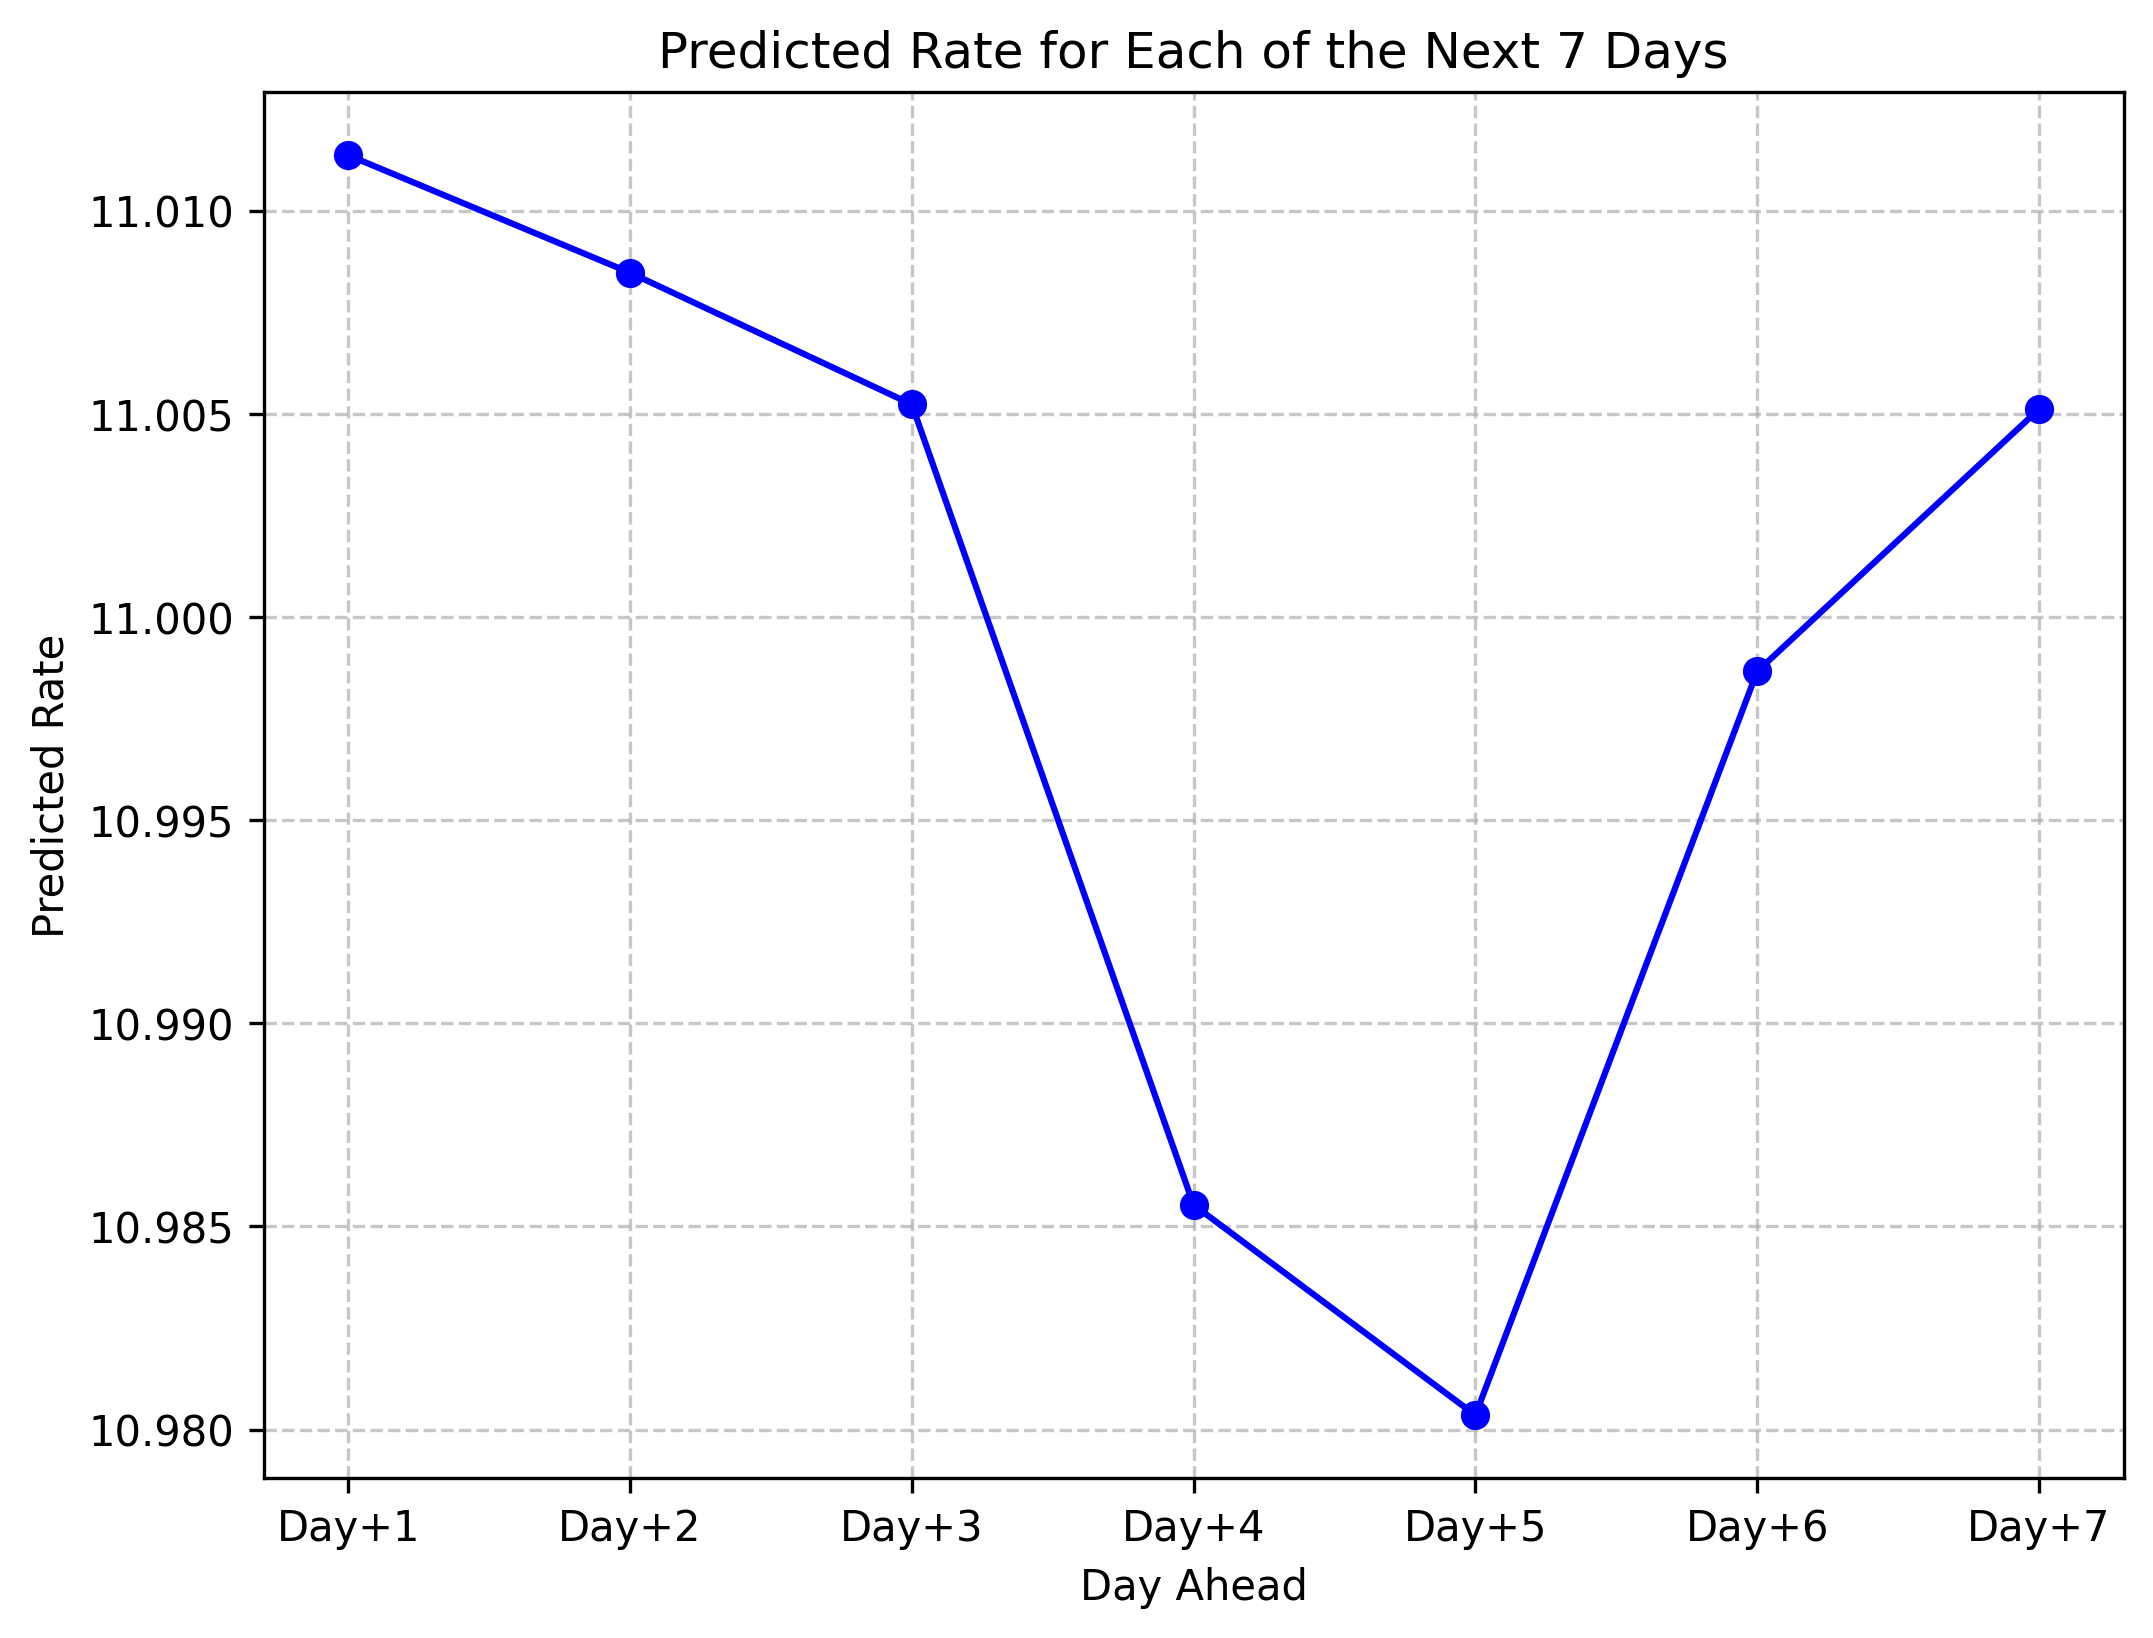 Predicted Rate for Each of the Next 7 Days
Predicted Rate
11.010
11.005
11.000
10.995
10.990
10.985
10.980
Day+1 Day+2 Day+3 Day+4 Day+5 Day+6 Day+7
Day Ahead